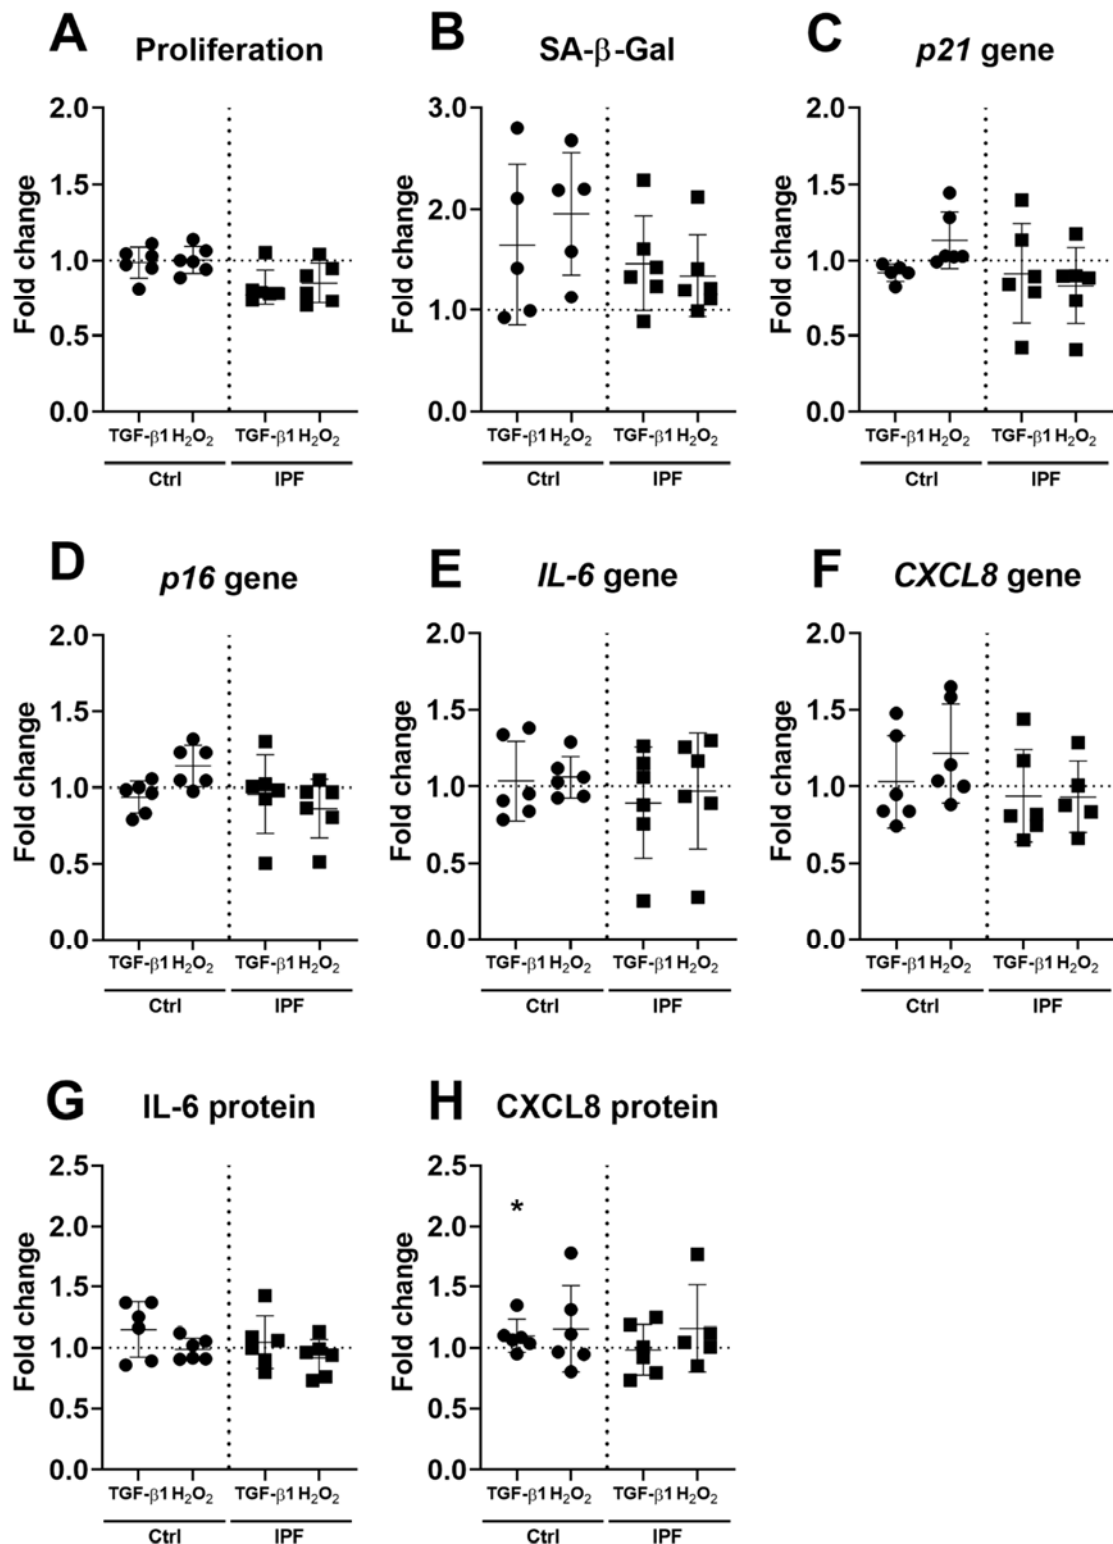 A Proliferation
Fold change
2.0
1.5
1.0
0.5
0.0
TGF-β1 H₂O₂ TGF-β1 H₂O₂
Ctrl IPF
B SA-β-Gal
Fold change
3.0
2.0
1.0
0.0
TGF-β1 H₂O₂ TGF-β1 H₂O₂
Ctrl IPF
C p21 gene
Fold change
2.0
1.5
1.0
0.5
0.0
TGF-β1 H₂O₂ TGF-β1 H₂O₂
Ctrl IPF
D p16 gene
Fold change
2.0
1.5
1.0
0.5
0.0
TGF-β1 H₂O₂ TGF-β1 H₂O₂
Ctrl IPF
E IL-6 gene
Fold change
2.0
1.5
1.0
0.5
0.0
TGF-β1 H₂O₂ TGF-β1 H₂O₂
Ctrl IPF
F CXCL8 gene
Fold change
2.0
1.5
1.0
0.5
0.0
TGF-β1 H₂O₂ TGF-β1 H₂O₂
Ctrl IPF
G IL-6 protein
Fold change
2.5
2.0
1.5
1.0
0.5
0.0
TGF-β1 H₂O₂ TGF-β1 H₂O₂
Ctrl IPF
H CXCL8 protein
Fold change
2.5
2.0
1.5
1.0
0.5
0.0
*
TGF-β1 H₂O₂ TGF-β1 H₂O₂
Ctrl IPF